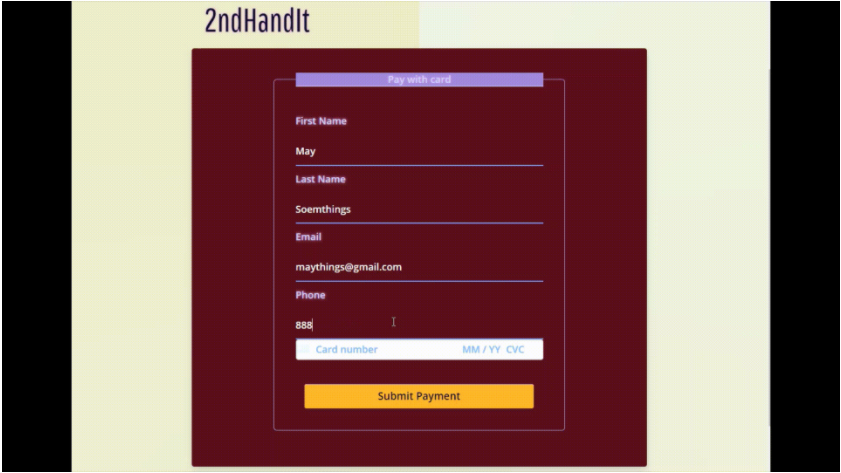 2ndHandIt
Pay with card
First Name
May
Last Name
Soemthings
Email
maythings@gmail.com
Phone
888
Card number MM / YY CVC
Submit Payment